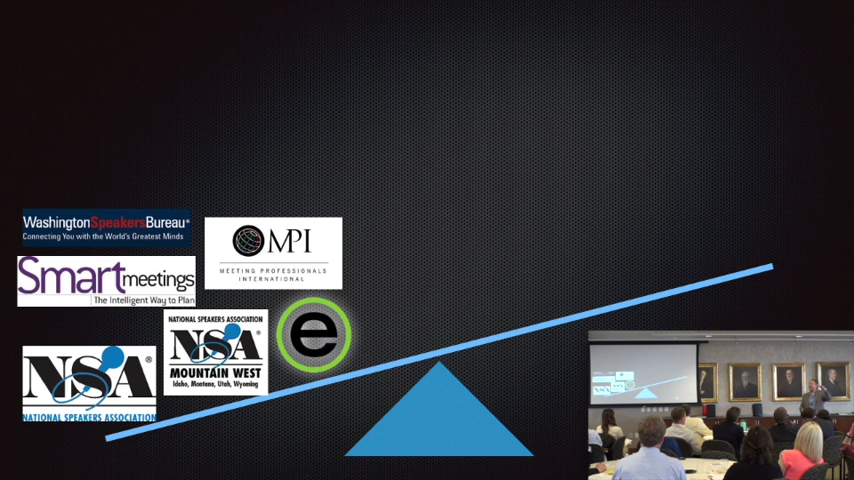 WashingtonSpeakersBureau®
Connecting You with the World's Greatest Minds
MPI
MEETING PROFESSIONALS
INTERNATIONAL
Smartmeetings
The Intelligent Way to Plan
NATIONAL SPEAKERS ASSOCIATION
NSA®
MOUNTAIN WEST
Idaho, Montana, Utah, Wyoming
e
NSA®
NATIONAL SPEAKERS ASSOCIATION